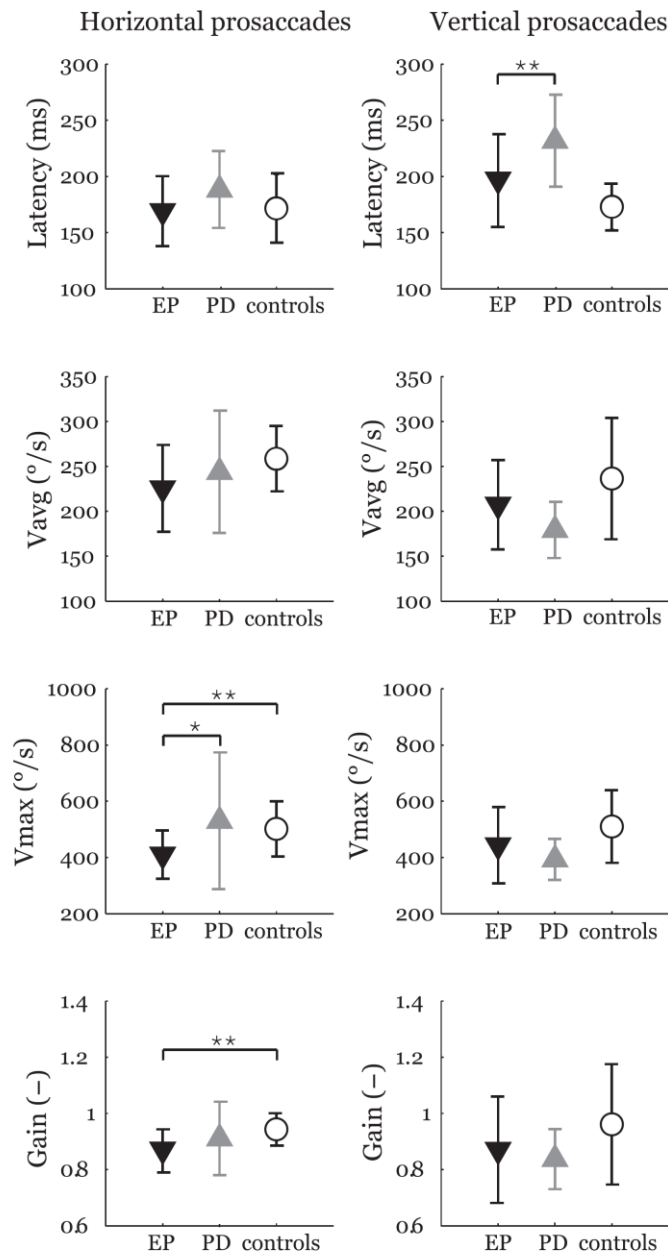 Horizontal prosaccades Vertical prosaccades
Latency (ms)
300
250
200
150
100
EP PD controls
Latency (ms)
300
250
200
150
100
**
EP PD controls
Vavg (°/s)
350
300
250
200
150
100
EP PD controls
Vavg (°/s)
350
300
250
200
150
100
EP PD controls
Vmax (°/s)
1000
800
600
400
200
**
*
EP PD controls
Vmax (°/s)
1000
800
600
400
200
EP PD controls
Gain (–)
1.4
1.2
1
0.8
0.6
**
EP PD controls
Gain (–)
1.4
1.2
1
0.8
0.6
EP PD controls